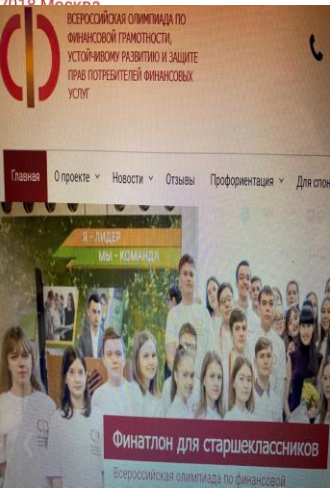 2018 Москва
ВСЕРОССИЙСКАЯ ОЛИМПИАДА ПО
ФИНАНСОВОЙ ГРАМОТНОСТИ,
УСТОЙЧИВОМУ РАЗВИТИЮ И ЗАЩИТЕ
ПРАВ ПОТРЕБИТЕЛЕЙ ФИНАНСОВЫХ
УСЛУГ
Главная О проекте Новости Отзывы Профориентация Для спон
Я - ЛИДЕР
МЫ - КОМАНДА
Финатлон для старшеклассников
Всероссийская олимпиада по финансовой